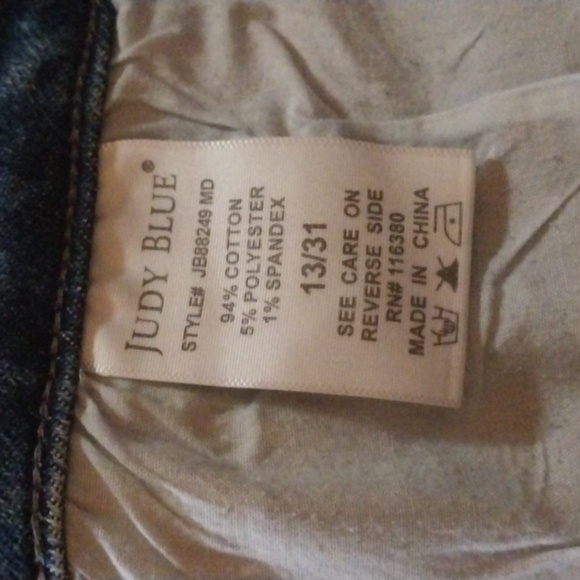 JUDY BLUE®
STYLE# JB88249 MD
94% COTTON
5% POLYESTER
1% SPANDEX
13/31
SEE CARE ON
REVERSE SIDE
RN# 116380
MADE IN CHINA